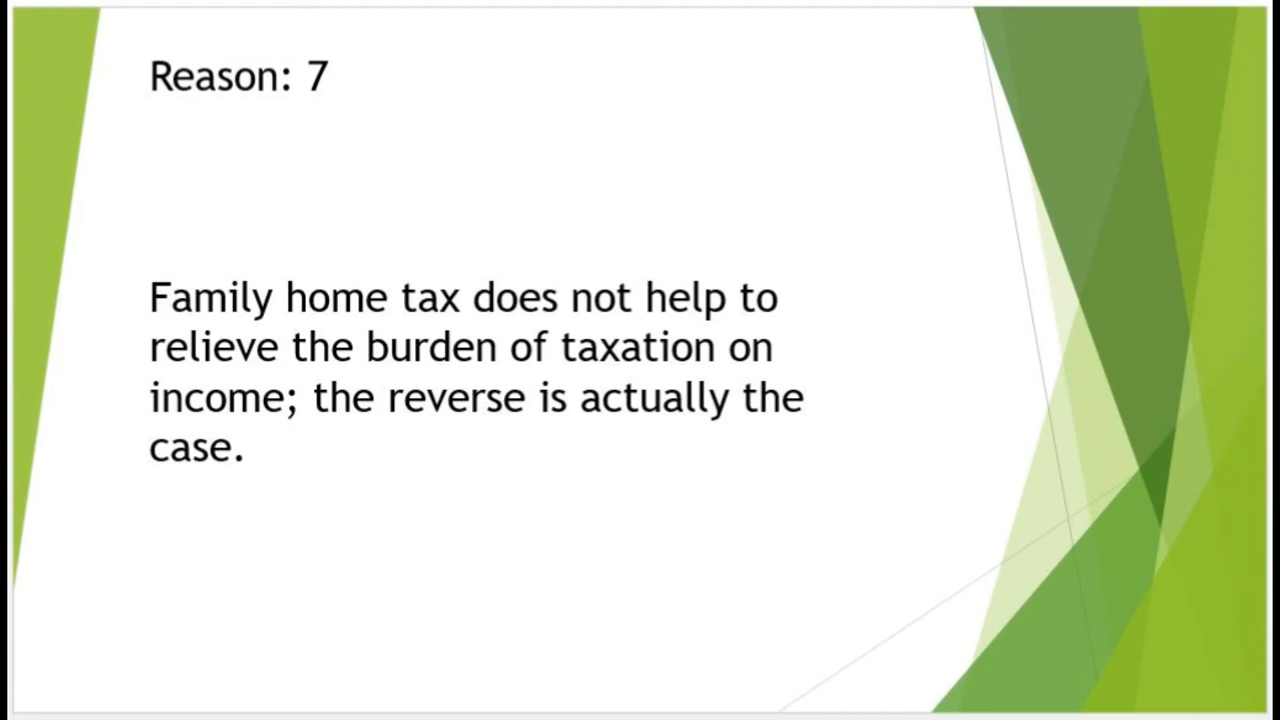 Reason: 7
Family home tax does not help to
relieve the burden of taxation on
income; the reverse is actually the
case.